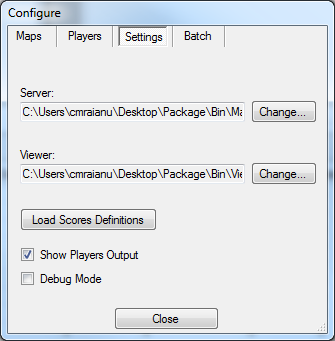 Configure
Maps Players Settings Batch
Server:
C:\Users\cmraianu\Desktop\Package\Bin\Ma Change...
Viewer:
C:\Users\cmraianu\Desktop\Package\Bin\Vie Change...
Load Scores Definitions
Show Players Output
Debug Mode
Close